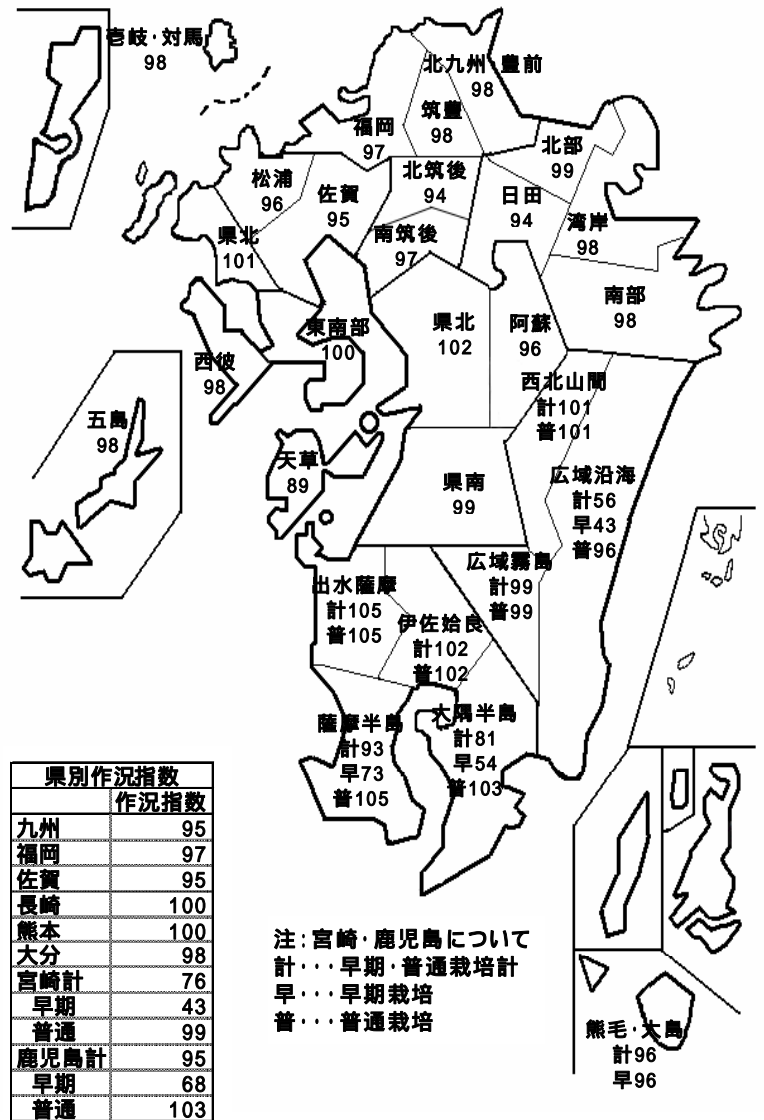 壱岐・対馬
98
北九州・豊前
98
筑豊
98
福岡
97
北部
99
北筑後
94
松浦
96
佐賀
95
日田
94
湾岸
98
南筑後
97
県北
101
南部
98
県北
102
阿蘇
96
東南部
100
西彼
98
西北山間
計101
普101
五島
98
天草
89
県南
99
広域沿海
計56
早43
普96
広域霧島
計99
普99
出水薩摩
計105
普105
伊佐姶良
計102
普102
薩摩半島
計93
早73
普105
大隅半島
計81
早54
普103
県別作況指数
作況指数
九州 95
福岡 97
佐賀 95
長崎 100
熊本 100
大分 98
宮崎計 76
早期 43
普通 99
鹿児島計 95
早期 68
普通 103
注:宮崎・鹿児島について
計・・・早期・普通栽培計
早・・・早期栽培
普・・・普通栽培
熊毛・大島
計96
早96